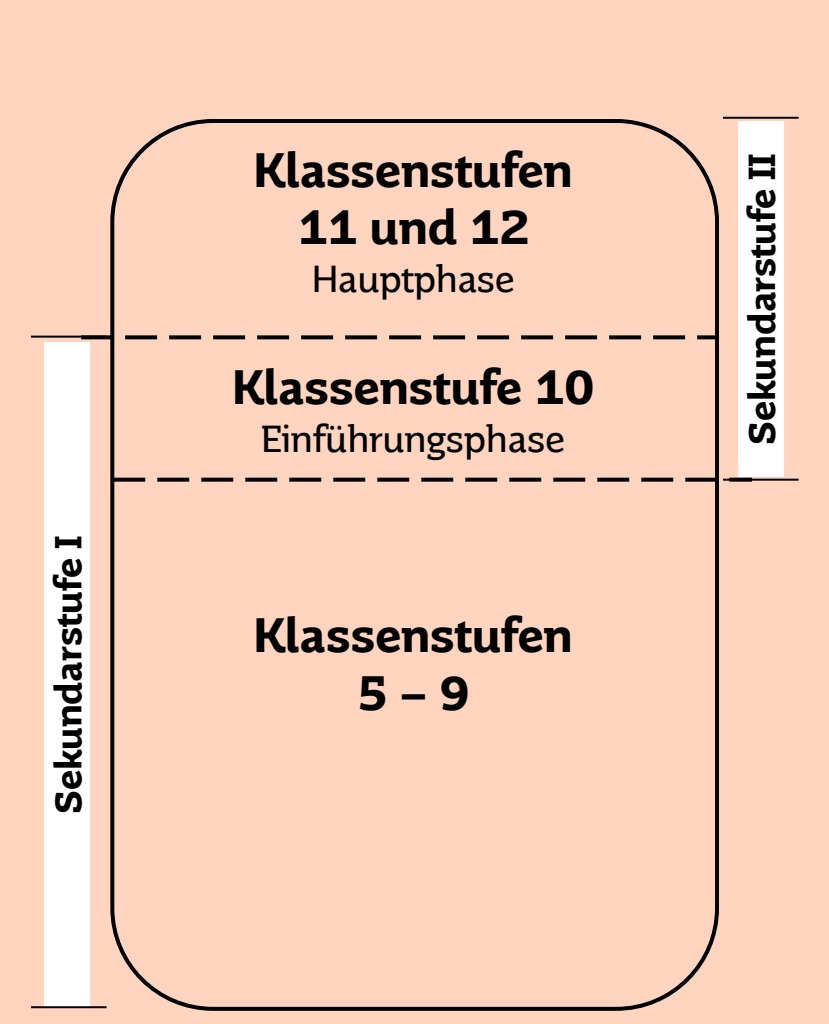 Klassenstufen
11 und 12
Hauptphase
Sekundarstufe II
Klassenstufe 10
Einführungsphase
Sekundarstufe I
Klassenstufen
5 – 9